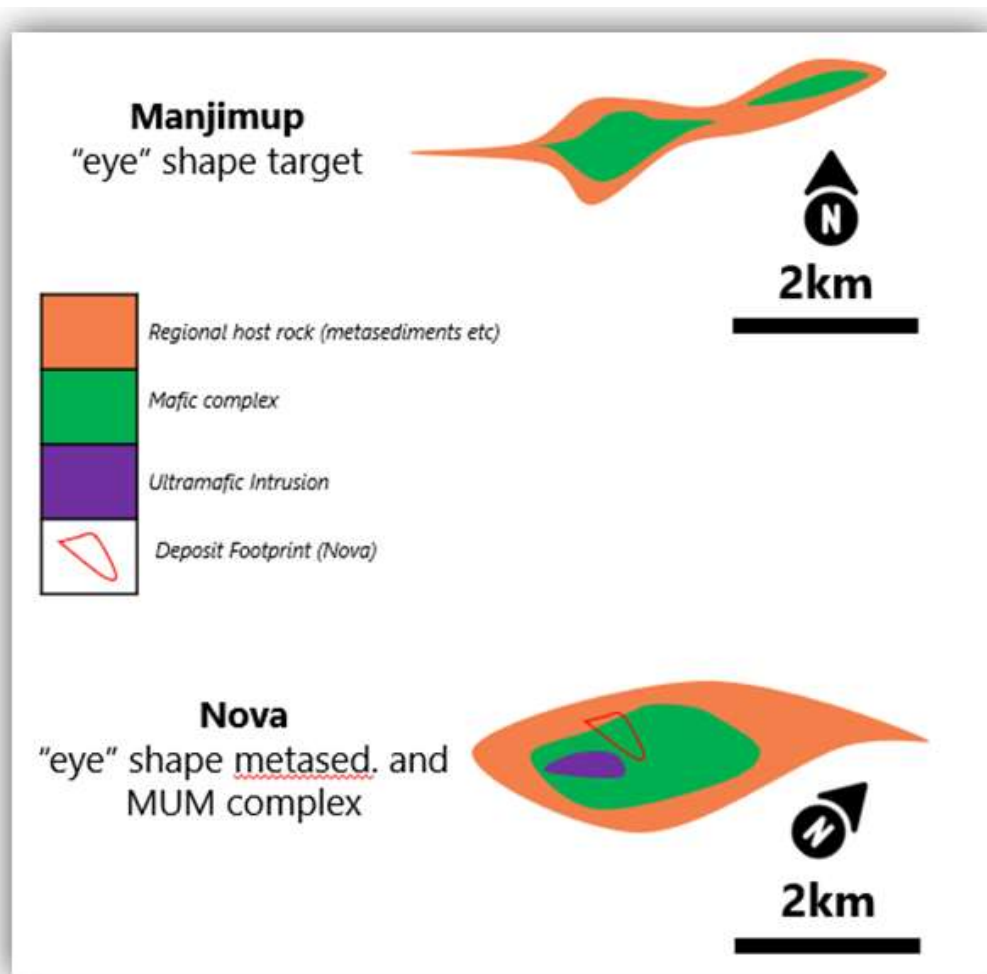 Manjimup
“eye” shape target
N
2km
Regional host rock (metasediments etc)
Mafic complex
Ultramafic Intrusion
Deposit Footprint (Nova)
Nova
“eye” shape metased. and
MUM complex
N
2km